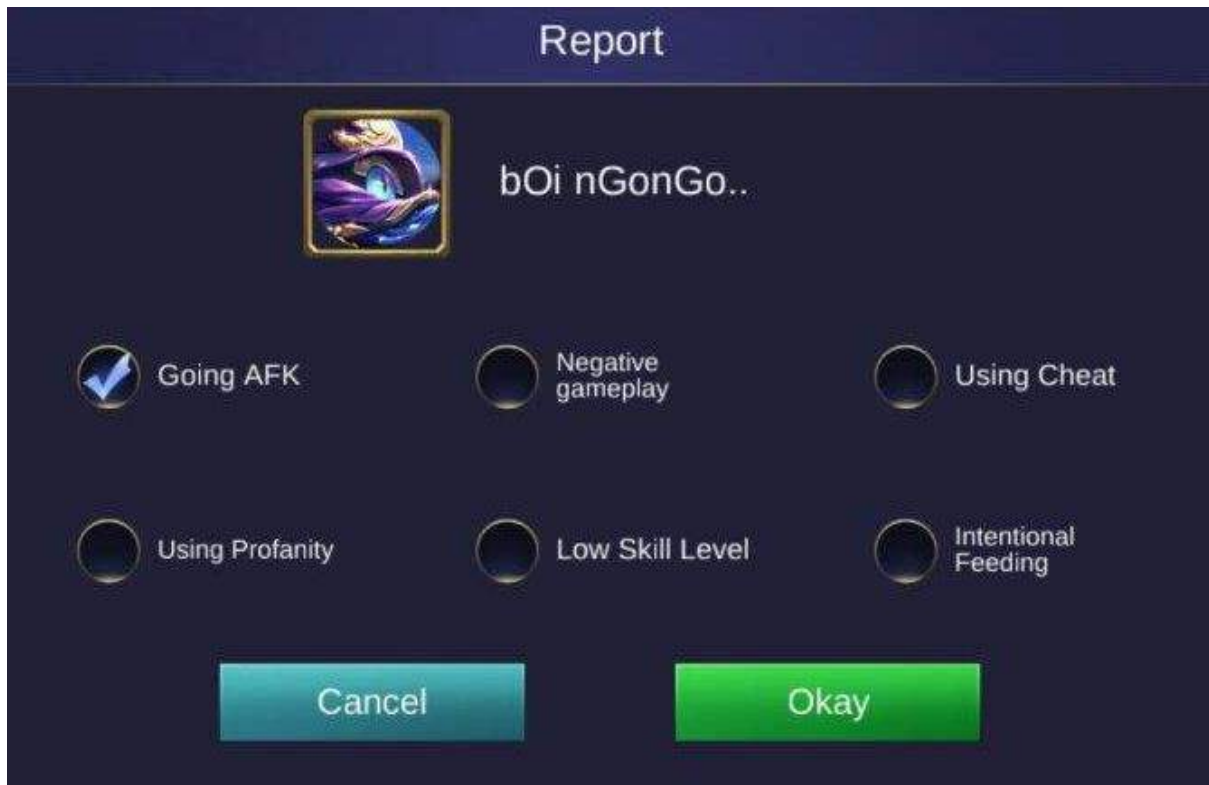 Report
bOi nGonGo..
Going AFK
Negative
gameplay
Using Cheat
Using Profanity
Low Skill Level
Intentional
Feeding
Cancel
Okay